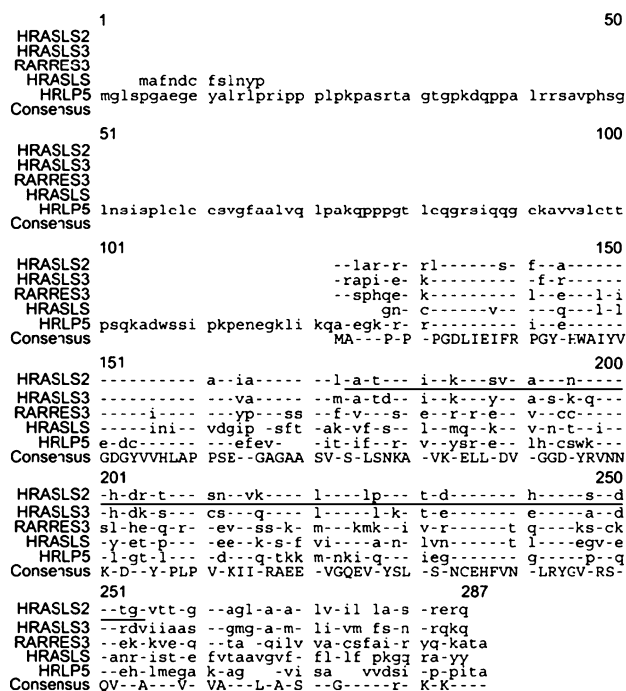 1 50
HRASLS2
HRASLS3
RARRES3
HRASLS mafndc fslnyp
HRLP5 mglspgaege yalrlpripp plpkpasrta gtgpkdqppa lrrsavphsg
Consensus
51 100
HRASLS2
HRASLS3
RARRES3
HRASLS
HRLP5 lnsisplclc csvgfaalvq lpakqpppgt lcqgrsiqqg ckavvslctt
Consensus
101 150
HRASLS2 --lar-r- rl-----s- f--a------
HRASLS3 -rapi-e- k--------- -f-r------
RARRES3 --sphqe- k--------- l--e---l-i
HRASLS gn- c-----v--- ---q---l-l
HRLP5 psqkadwssi pkpenegkli kqa-egk-r- r--------- i--e------
Consensus MA---P-P- -PGDLIEIFR PGY-HWAIYV
151 200
HRASLS2 ---------- a--ia----- l--a-t---- i--k---sv- a---n-----
HRASLS3 ---------- ---va----- m-atd----- i--k---y-- a-s-kq----
RARRES3 -----i---- --yp---ss f--v---s-- e--r-re--- v--cc-----
HRASLS -----ini-- vdgip-sft- ak-vf-s--- l--mq--k-- v-nt-i----
HRLP5 e-dc------ ---efev--- -it-if--r- v---ysre-- lhcswk----
Consensus GDGYVVHLAP PSE--GAGAA SV-S-LSNKA -VK-ELL-DV -GGD-YRVNN
201 250
HRASLS2 -h-dr-t--- sn--vk---- l----lp--- t-d------- h-----s--d
HRASLS3 -h-dk-s--- cs--q----- l----l-k-- t-e------- e-----a--d
RARRES3 sl-he-q-r- ev--ss-k-- m--kmk--i- v-r------t q----ks-ck
HRASLS -y-et-p--- ee--k-s-f- vi----a-n- lvn-----t- l---egv-e-
HRLP5 -l-gt-l--- d---q-tkk- m-nki-q--- ieg------- g-----p--q
Consensus K-D--Y-PLP V-KII-RAEE -VGQEV-YSL -S-NCEHFVN -LRYGV-RS-
251 287
HRASLS2 --tg-vtt-g --agl-a-a- lv-il la-s -rerq
HRASLS3 --rdviiaas --gmg-a-m- li-vm fs-n -rqkq
RARRES3 --ek-kve-q --ta--qilv va-csfai-r yq-kata
HRASLS -anr-ist-e fvtaavgvf- fl-lf pkgq ra-yy
HRLP5 --eh-lmega k-ag---vi- sa vvdsi -p-lta
Consensus QV--A---V- VA--L-A-S --G-----r- K-K----